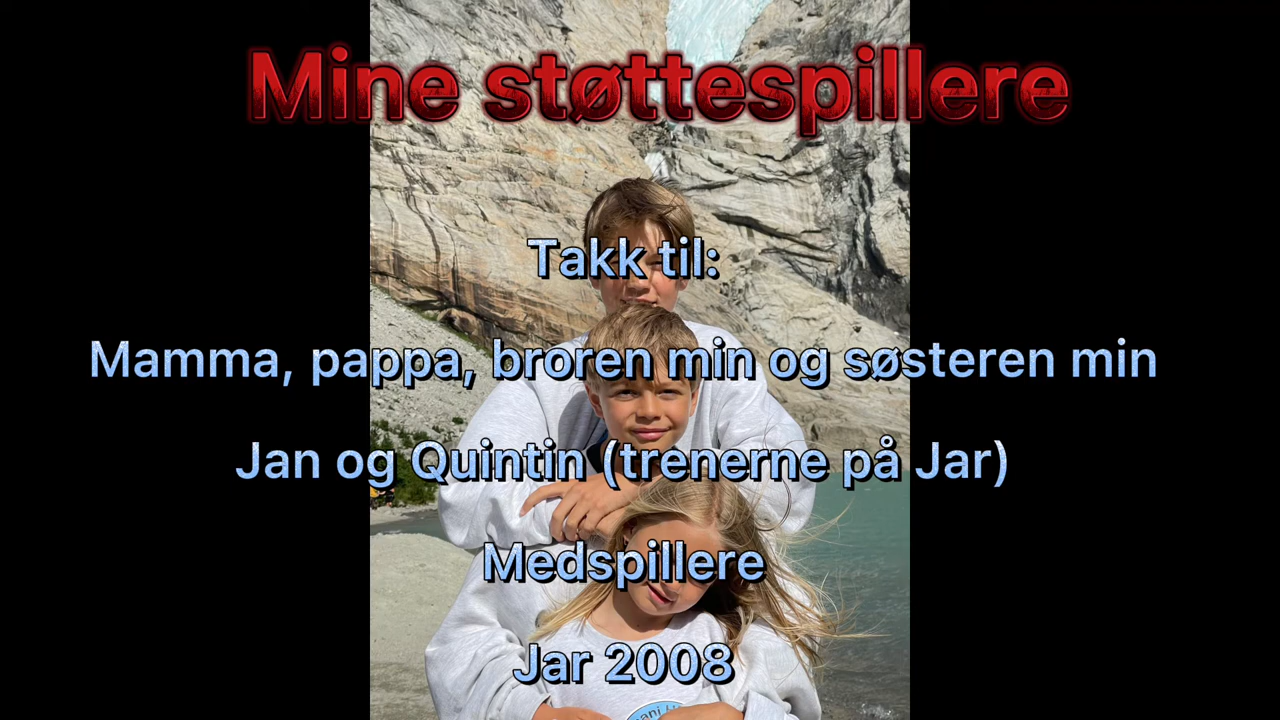 Mine støttespillere
Takk til:
Mamma, pappa, broren min og søsteren min
Jan og Quintin (trenerne på Jar)
Medspillere
Jar 2008